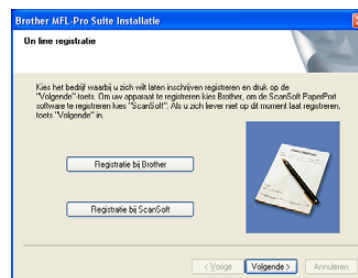 Brother MFL-Pro Suite Installatie
On line registratie
Kies het bedrijf waarbij u zich wilt laten inschrijven registreren en druk op de
"Volgende"-toets. Om uw apparaat te registreren kies Brother, om de ScanSoft PaperPort
software te registreren kies "ScanSoft". Als u zich liever niet op dit moment laat registreren,
toets "Volgende" in.
Registratie bij Brother
Registratie bij ScanSoft
< Vorige
Volgende >
Annuleren